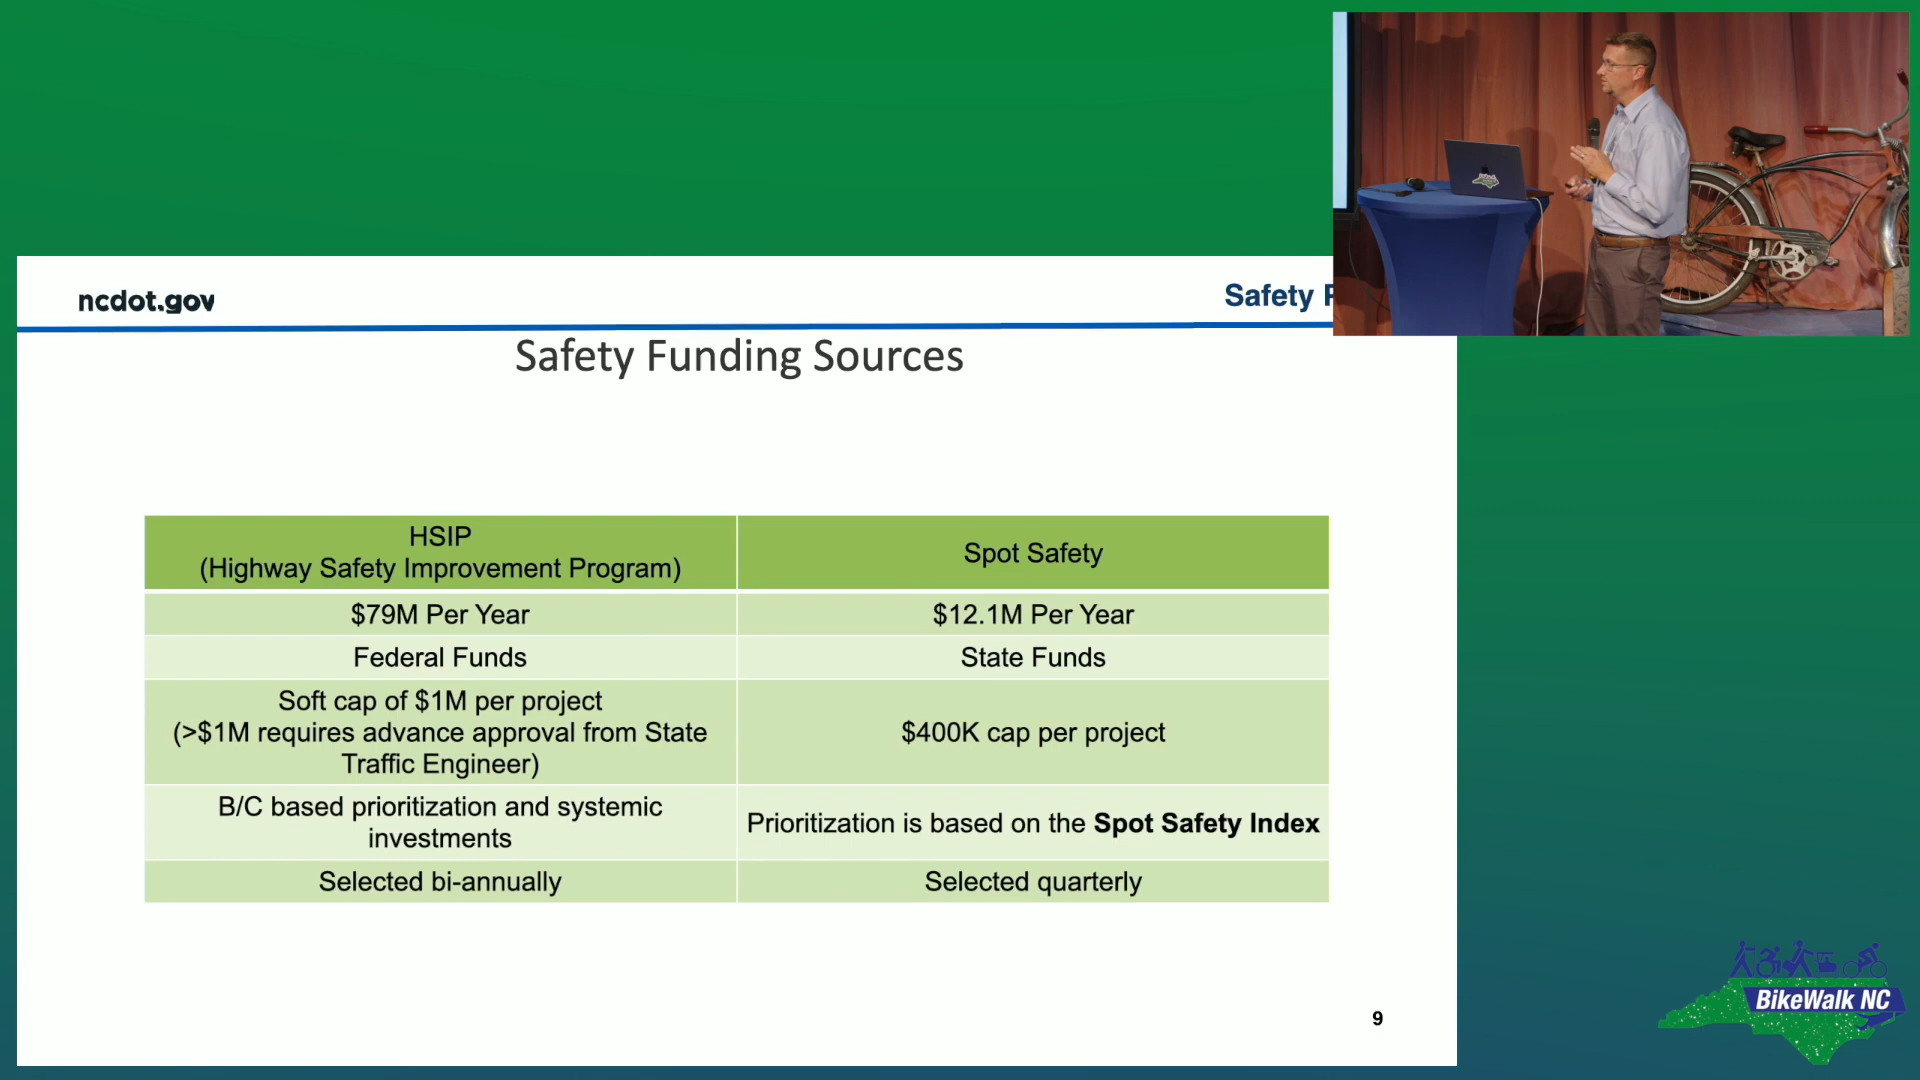 ncdot.gov
Safety
Safety Funding Sources
HSIP
(Highway Safety Improvement Program)
Spot Safety
$79M Per Year
$12.1M Per Year
Federal Funds
State Funds
Soft cap of $1M per project
(>$1M requires advance approval from State
Traffic Engineer)
$400K cap per project
B/C based prioritization and systemic
investments
Prioritization is based on the Spot Safety Index
Selected bi-annually
Selected quarterly
9
BikeWalk NC